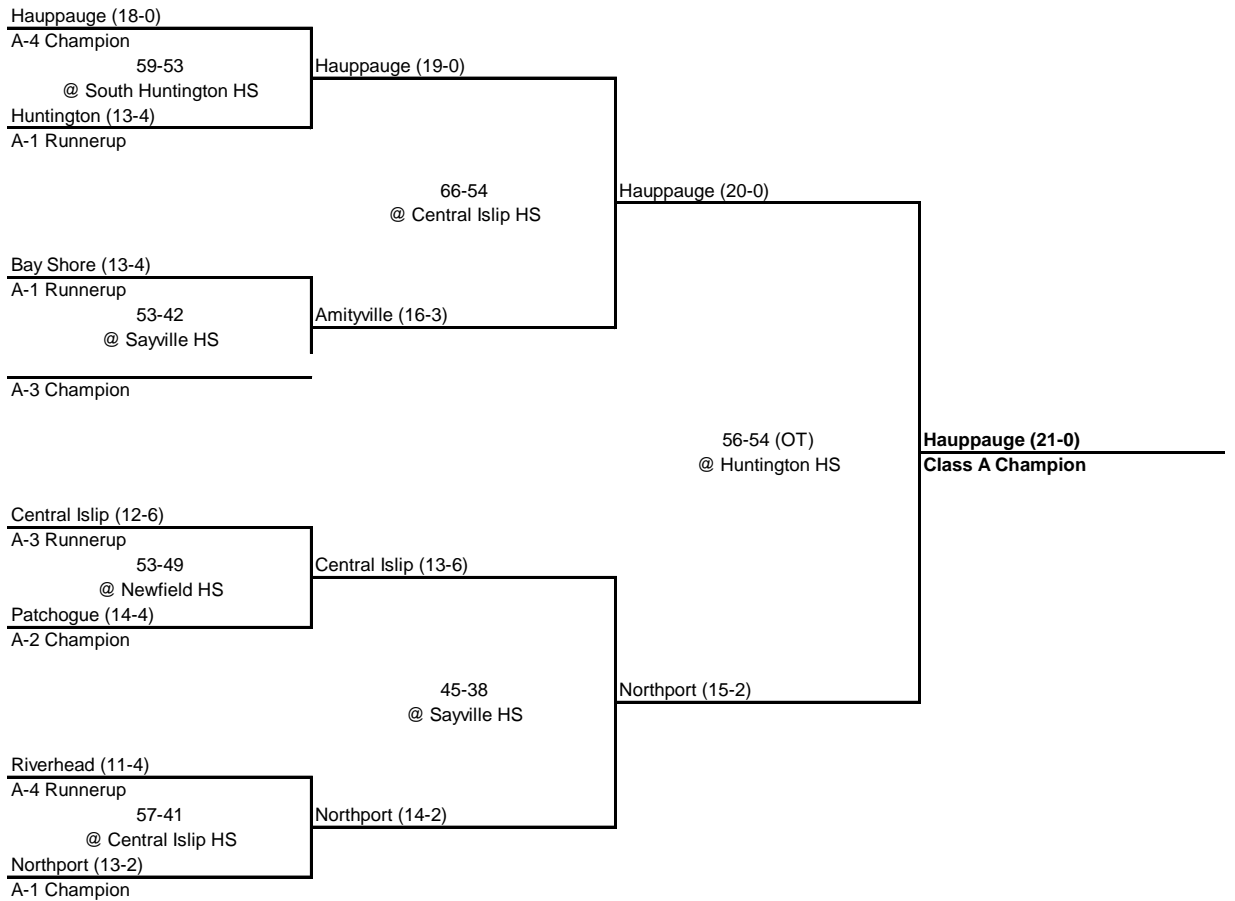 Hauppauge (18-0)
A-4 Champion
59-53
@ South Huntington HS
Huntington (13-4)
A-1 Runnerup
Hauppauge (19-0)
66-54
@ Central Islip HS
Hauppauge (20-0)
Bay Shore (13-4)
A-1 Runnerup
53-42
@ Sayville HS
Amityville (16-3)
A-3 Champion
56-54 (OT)
@ Huntington HS
Hauppauge (21-0)
Class A Champion
Central Islip (12-6)
A-3 Runnerup
53-49
@ Newfield HS
Patchogue (14-4)
A-2 Champion
Central Islip (13-6)
45-38
@ Sayville HS
Northport (15-2)
Riverhead (11-4)
A-4 Runnerup
57-41
@ Central Islip HS
Northport (13-2)
A-1 Champion
Northport (14-2)